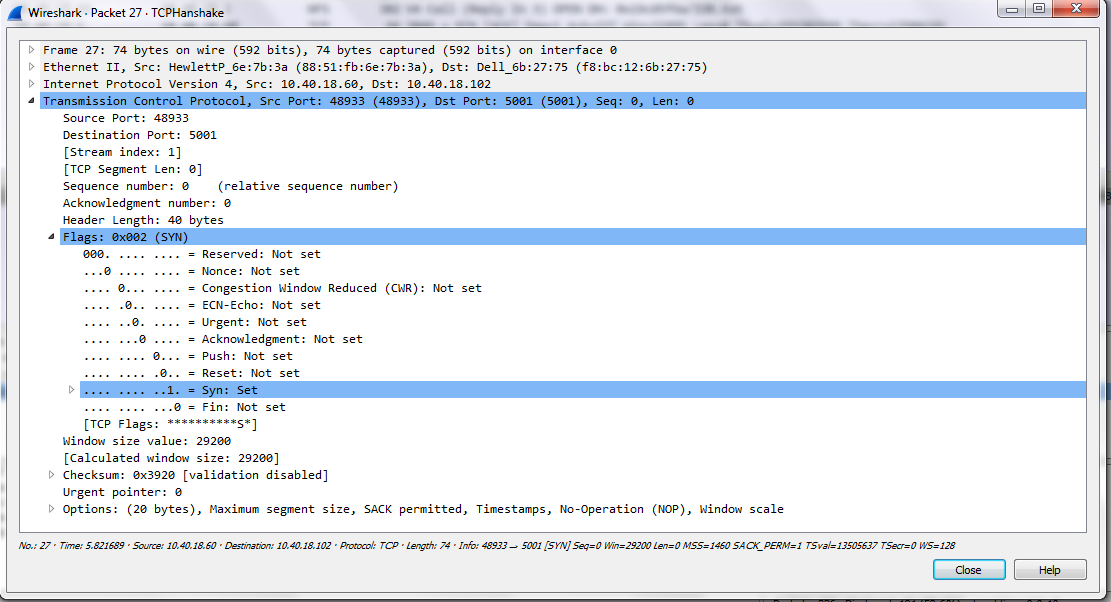 Wireshark · Packet 27 · TCPHanshake
Frame 27: 74 bytes on wire (592 bits), 74 bytes captured (592 bits) on interface 0
Ethernet II, Src: HewlettP_6e:7b:3a (88:51:fb:6e:7b:3a), Dst: Dell_6b:27:75 (f8:bc:12:6b:27:75)
Internet Protocol Version 4, Src: 10.40.18.60, Dst: 10.40.18.102
Transmission Control Protocol, Src Port: 48933 (48933), Dst Port: 5001 (5001), Seq: 0, Len: 0
Source Port: 48933
Destination Port: 5001
[Stream index: 1]
[TCP Segment Len: 0]
Sequence number: 0    (relative sequence number)
Acknowledgment number: 0
Header Length: 40 bytes
Flags: 0x002 (SYN)
000. .... .... = Reserved: Not set
...0 .... .... = Nonce: Not set
.... 0... .... = Congestion Window Reduced (CWR): Not set
.... .0.. .... = ECN-Echo: Not set
.... ..0. .... = Urgent: Not set
.... ...0 .... = Acknowledgment: Not set
.... .... 0... = Push: Not set
.... .... .0.. = Reset: Not set
.... .... ..1. = Syn: Set
.... .... ...0 = Fin: Not set
[TCP Flags: **********S*]
Window size value: 29200
[Calculated window size: 29200]
Checksum: 0x3920 [validation disabled]
Urgent pointer: 0
Options: (20 bytes), Maximum segment size, SACK permitted, Timestamps, No-Operation (NOP), Window scale
No.: 27 · Time: 5.821689 · Source: 10.40.18.60 · Destination: 10.40.18.102 · Protocol: TCP · Length: 74 · Info: 48933 → 5001 [SYN] Seq=0 Win=29200 Len=0 MSS=1460 SACK_PERM=1 TSval=13505637 TSecr=0 WS=128
Close Help